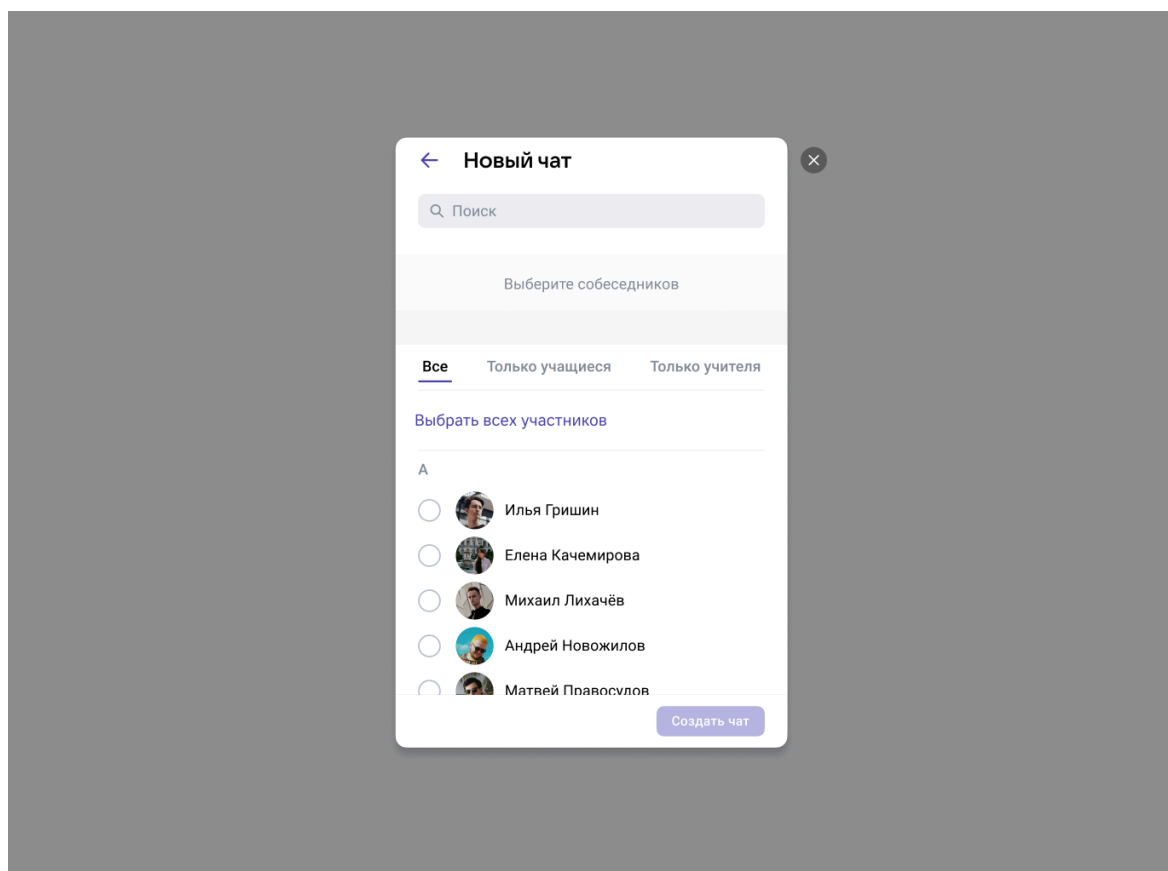 Новый чат
Поиск
Выберите собеседников
Все Только учащиеся Только учителя
Выбрать всех участников
А
Илья Гришин
Елена Качемирова
Михаил Лихачёв
Андрей Новожилов
Матвей Правосудов
Создать чат